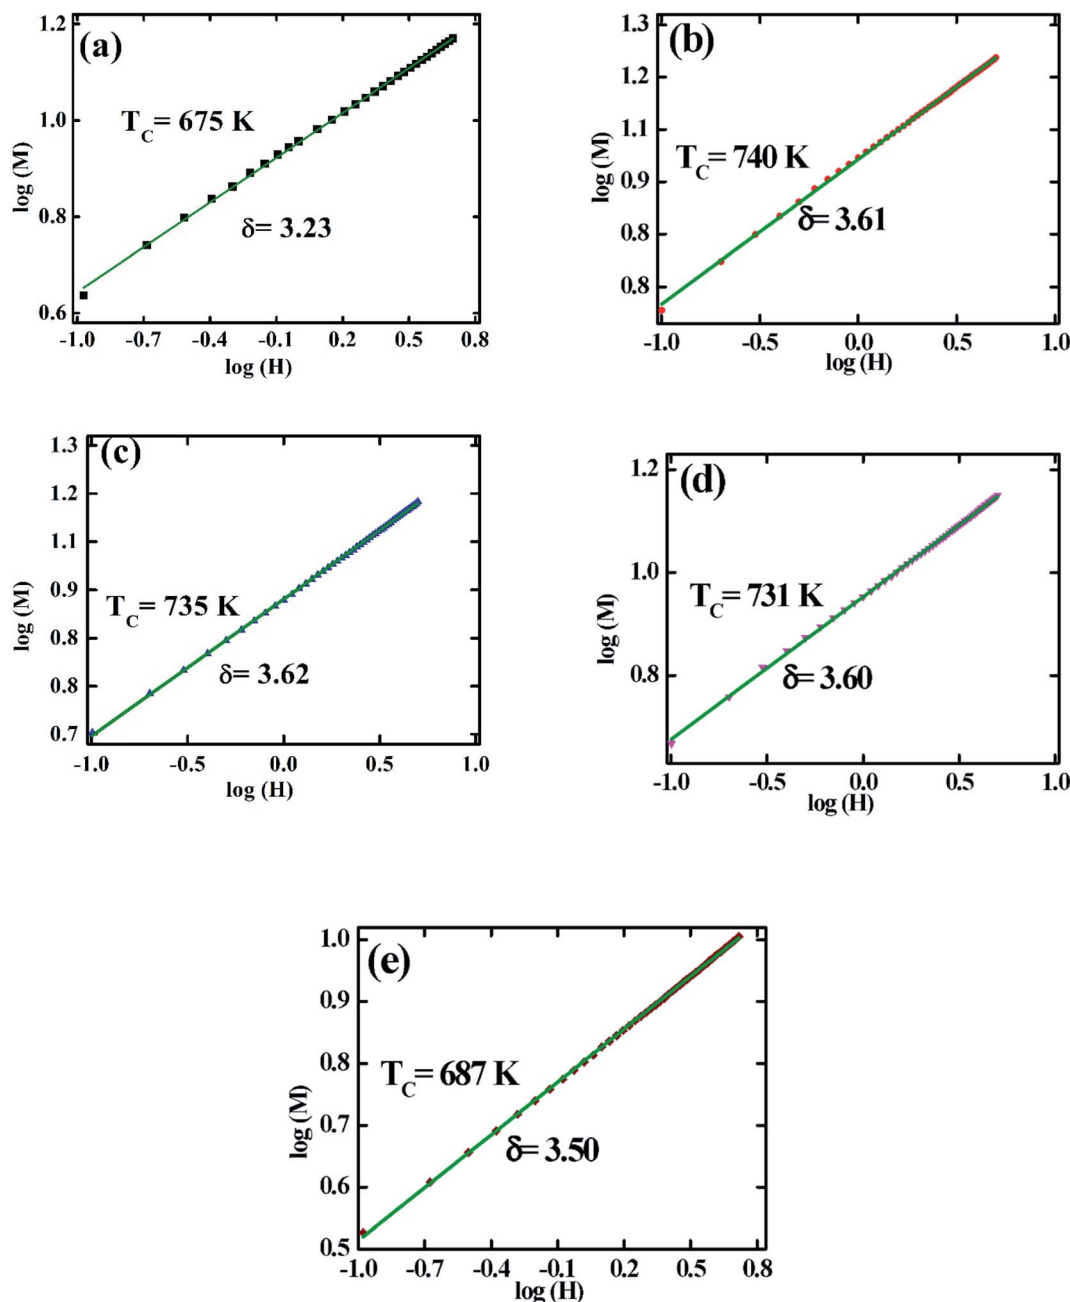 (a)
1.2
1.0
0.8
0.6
log (M)
T_C = 675 K
δ= 3.23
-1.0 -0.7 -0.4 -0.1 0.2 0.5 0.8
log (H)
(b)
1.3
1.2
1.1
0.9
0.8
0.8
log (M)
T_C = 740 K
δ= 3.61
-1.0 -0.5 0.0 0.5 1.0
log (H)
(c)
1.3
1.2
1.1
0.9
0.8
0.8
0.7
log (M)
T_C = 735 K
δ= 3.62
-1.0 -0.5 0.0 0.5 1.0
log (H)
(d)
1.2
1.0
0.8
log (M)
T_C = 731 K
δ= 3.60
-1.0 -0.5 0.0 0.5 1.0
log (H)
(e)
1.0
0.9
0.8
0.7
0.6
0.5
log (M)
T_C = 687 K
δ= 3.50
-1.0 -0.7 -0.4 -0.1 0.2 0.5 0.8
log (H)